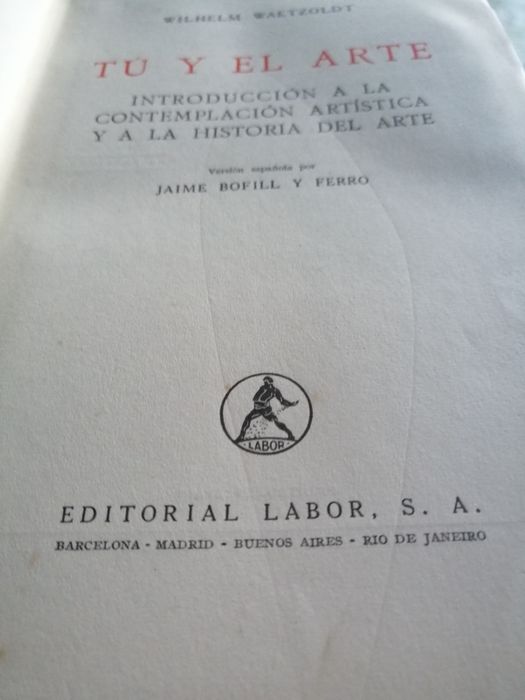 WILHELM WAETZOLDT
TÚ Y EL ARTE
INTRODUCCIÓN A LA
CONTEMPLACIÓN ARTÍSTICA
Y A LA HISTORIA DEL ARTE
Versión española por
JAIME BOFILL Y FERRO
LABOR
EDITORIAL LABOR, S. A.
BARCELONA - MADRID - BUENOS AIRES - RIO DE JANEIRO